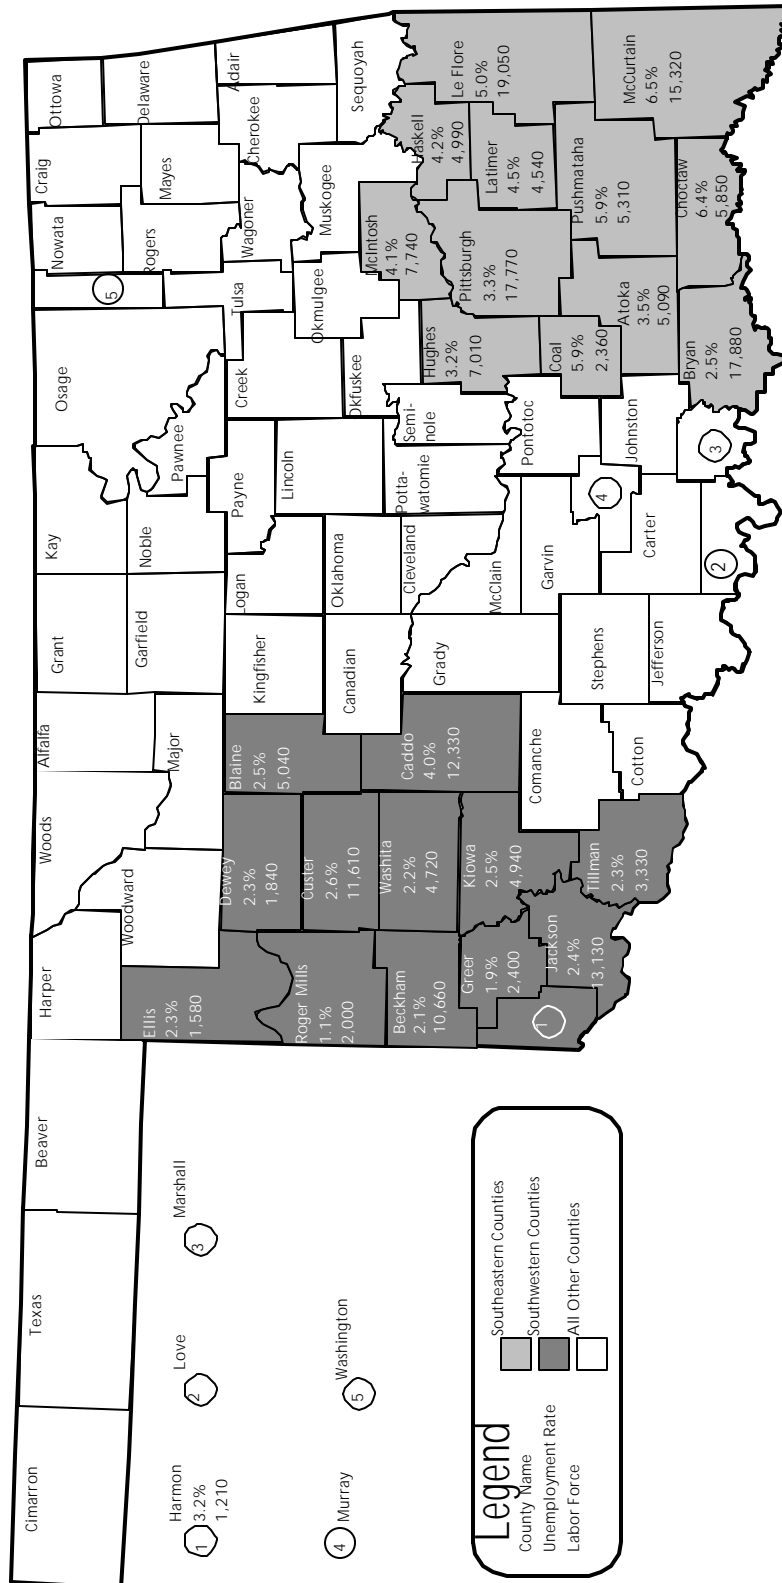 Cimarron
Texas
Beaver
Harper
Woods
Alfalfa
Grant
Kay
Osage
Nowata
Craig
Ottowa
Delaware
5
Rogers
Mayes
Adair
Cherokee
Woodward
Major
Garfield
Noble
Pawnee
Ellis
2.3%
1,580
Dewey
2.3%
1,840
Blaine
2.5%
5,040
Kingfisher
Logan
Payne
Creek
Tulsa
Wagoner
Roger Mills
1.1%
2,000
Custer
2.6%
11,610
Canadian
Oklahoma
Lincoln
Okfuskee
Okmulgee
Muskogee
Sequoyah
Beckham
2.1%
10,660
Washita
2.2%
4,720
Caddo
4.0%
12,330
Grady
Cleveland
McClain
Potta-
watomie
Semi-
nole
Hughes
3.2%
7,010
McIntosh
4.1%
7,740
Haskell
4.2%
4,990
Le Flore
5.0%
19,050
Greer
1.9%
2,400
Kiowa
2.5%
4,940
Comanche
Garvin
Pontotoc
Pittsburgh
3.3%
17,770
Latimer
4.5%
4,540
1
Jackson
2.4%
13,130
Tillman
2.3%
3,330
Cotton
Stephens
Jefferson
Carter
4
Johnston
Coal
5.9%
2,360
Atoka
3.5%
5,090
Pushmataha
5.9%
5,310
McCurtain
6.5%
15,320
2
3
Bryan
2.5%
17,880
Choctaw
6.4%
5,850
1
Harmon
3.2%
1,210
2
Love
3
Marshall
4
Murray
5
Washington
Legend
County Name
Unemployment Rate
Labor Force
Southeastern Counties
Southwestern Counties
All Other Counties